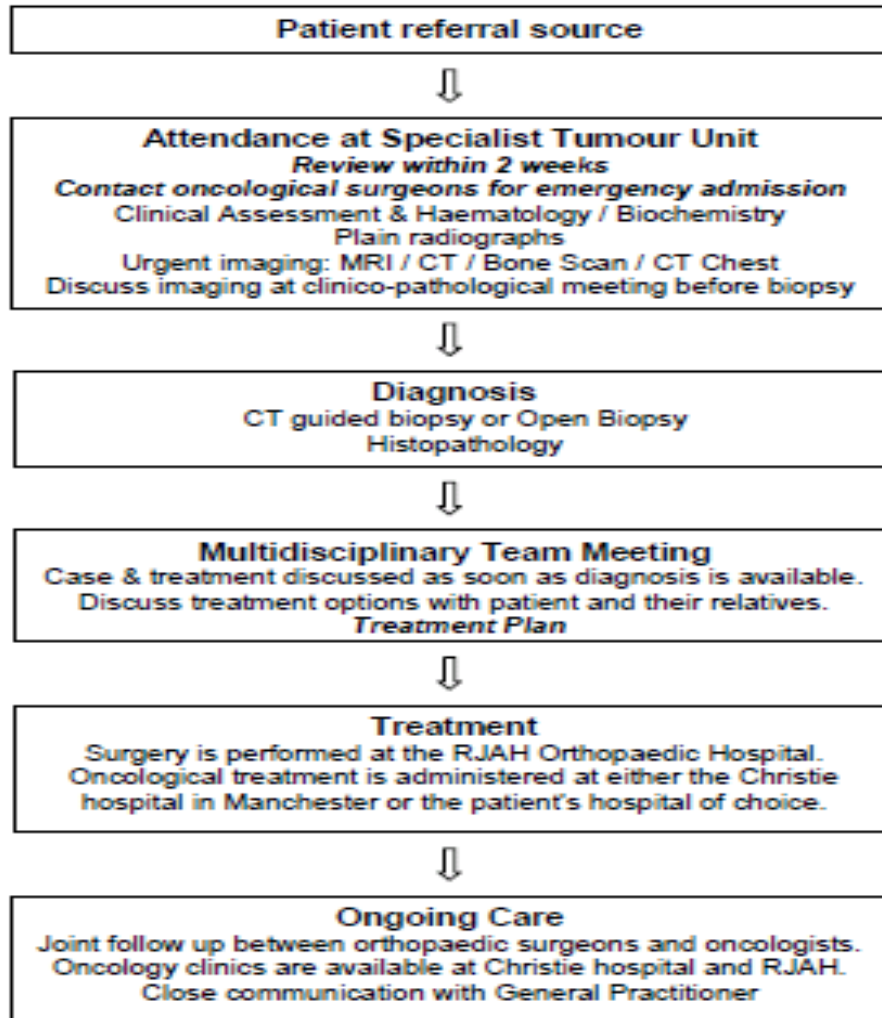 Patient referral source
Attendance at Specialist Tumour Unit
Review within 2 weeks
Contact oncological surgeons for emergency admission
Clinical Assessment & Haematology / Biochemistry
Plain radiographs
Urgent imaging: MRI / CT / Bone Scan / CT Chest
Discuss imaging at clinico-pathological meeting before biopsy
Diagnosis
CT guided biopsy or Open Biopsy
Histopathology
Multidisciplinary Team Meeting
Case & treatment discussed as soon as diagnosis is available.
Discuss treatment options with patient and their relatives.
Treatment Plan
Treatment
Surgery is performed at the RJAH Orthopaedic Hospital.
Oncological treatment is administered at either the Christie
hospital in Manchester or the patient's hospital of choice.
Ongoing Care
Joint follow up between orthopaedic surgeons and oncologists.
Oncology clinics are available at Christie hospital and RJAH.
Close communication with General Practitioner